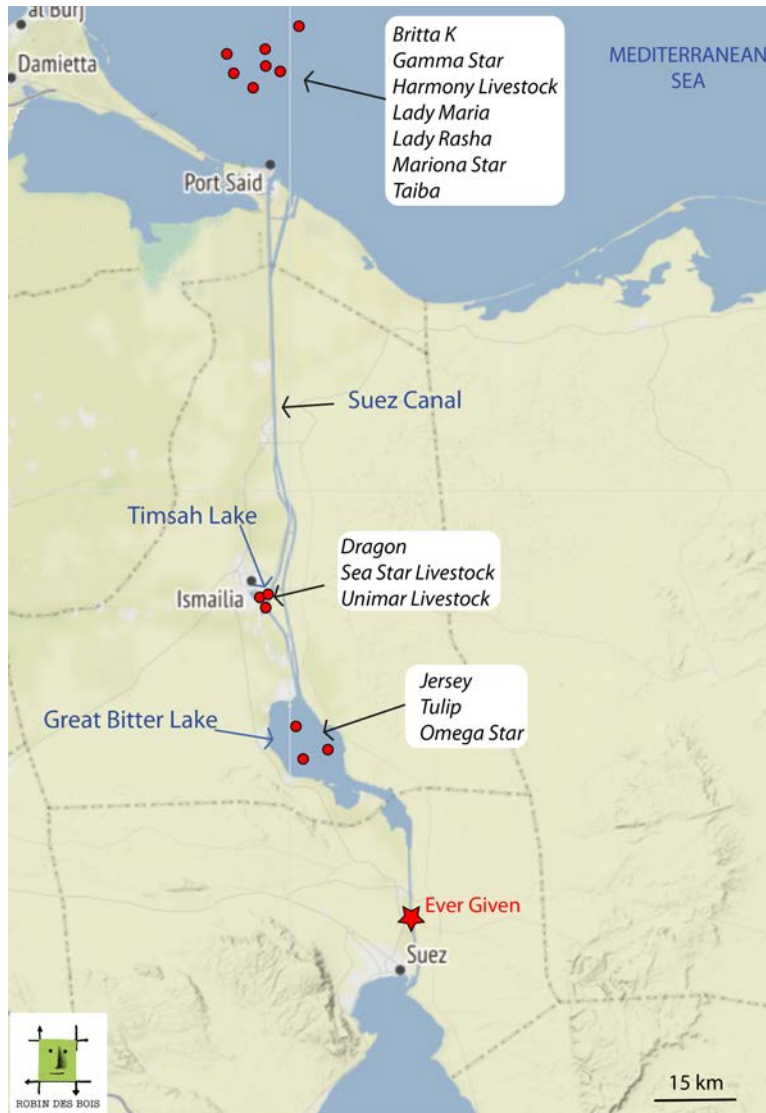 al Burj
Damietta
Britta K
Gamma Star
Harmony Livestock
Lady Maria
Lady Rasha
Mariona Star
Taiba
MEDITERRANEAN
SEA
Port Said
Suez Canal
Timsah Lake
Ismailia
Dragon
Sea Star Livestock
Unimar Livestock
Great Bitter Lake
Jersey
Tulip
Omega Star
Ever Given
Suez
ROBIN DES BOIS
15 km